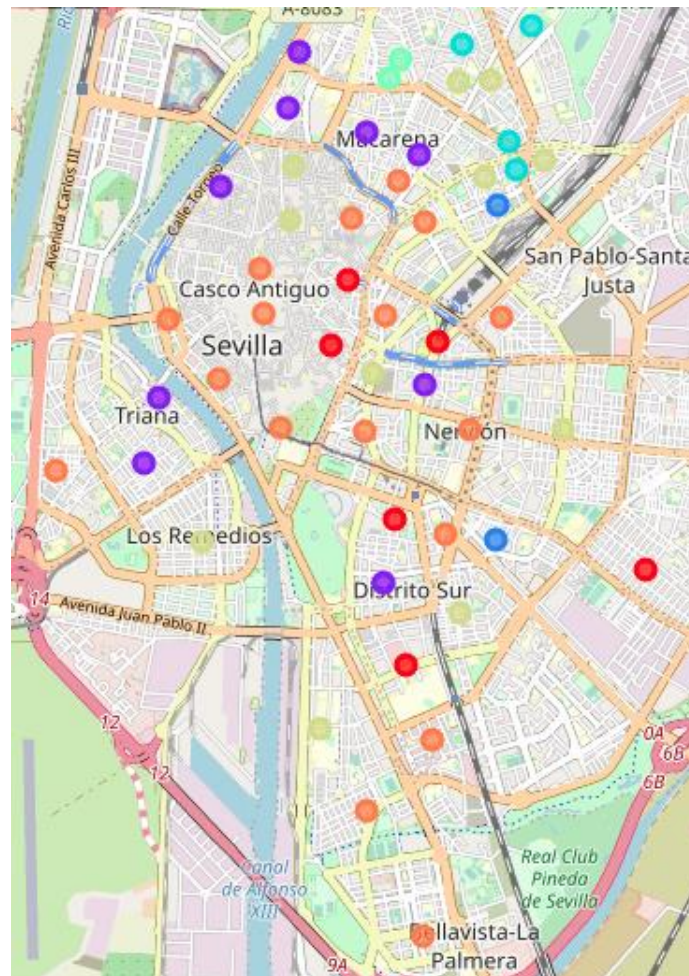 A-8083
Macarena
Calle Torneo
Avenida Carlos III
San Pablo-Santa
Justa
Casco Antiguo
Sevilla
Triana
Nervión
Los Remedios
Distrito Sur
14
Avenida Juan Pablo II
12
12
0A
6B
6B
Real Club
Pineda
de Sevilla
Canal
de Alfonso
XIII
Bellavista-La
Palmera
9A